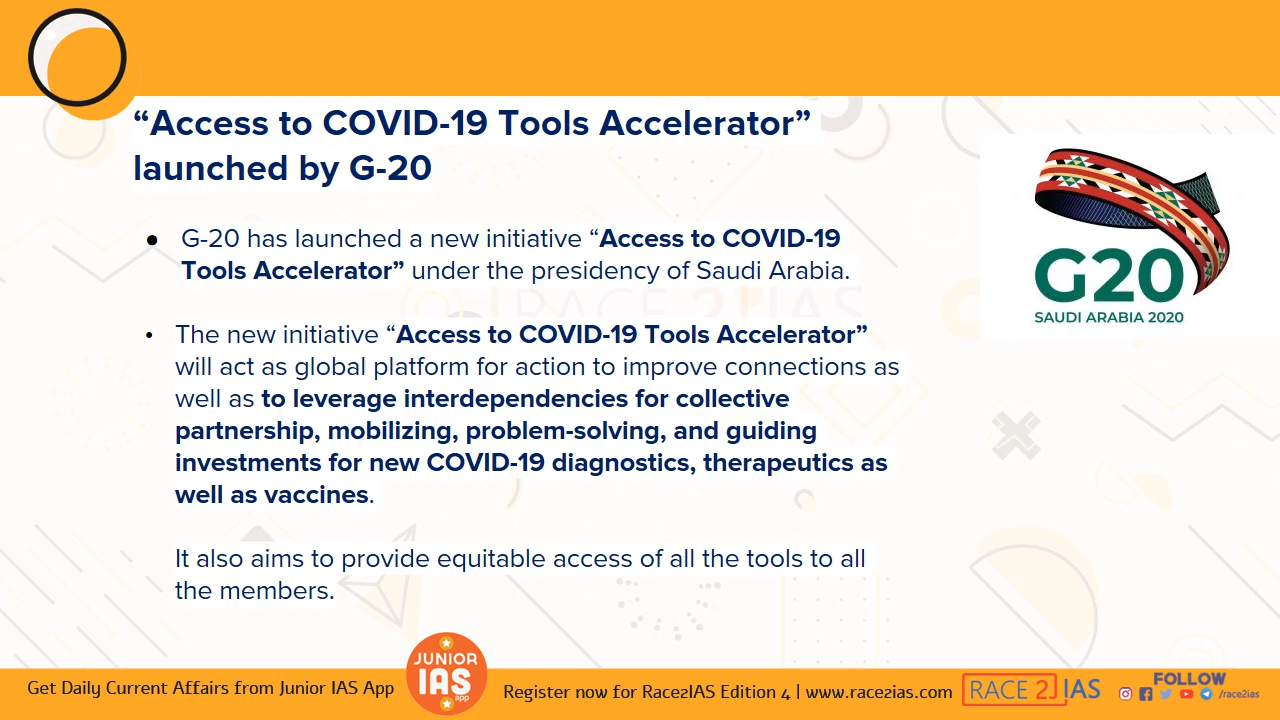 “Access to COVID-19 Tools Accelerator”
launched by G-20
● G-20 has launched a new initiative “Access to COVID-19
Tools Accelerator” under the presidency of Saudi Arabia.
• The new initiative “Access to COVID-19 Tools Accelerator”
will act as global platform for action to improve connections as
well as to leverage interdependencies for collective
partnership, mobilizing, problem-solving, and guiding
investments for new COVID-19 diagnostics, therapeutics as
well as vaccines.
It also aims to provide equitable access of all the tools to all
the members.
G20
SAUDI ARABIA 2020
RACE 2 IAS
Get Daily Current Affairs from Junior IAS App
JUNIOR
IAS
app
Register now for Race2IAS Edition 4 | www.race2ias.com
RACE 2 IAS
FOLLOW
/race2ias